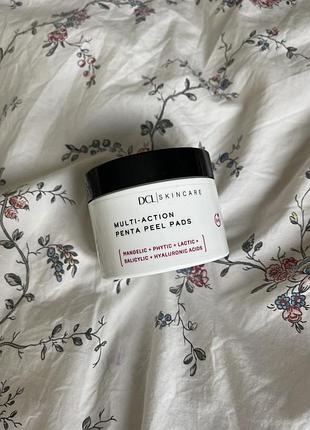 DCL|SKINCARE
MULTI-ACTION
PENTA PEEL PADS
MANDELIC + PHYTIC + LACTIC +
SALICYLIC + HYALURONIC ACIDS